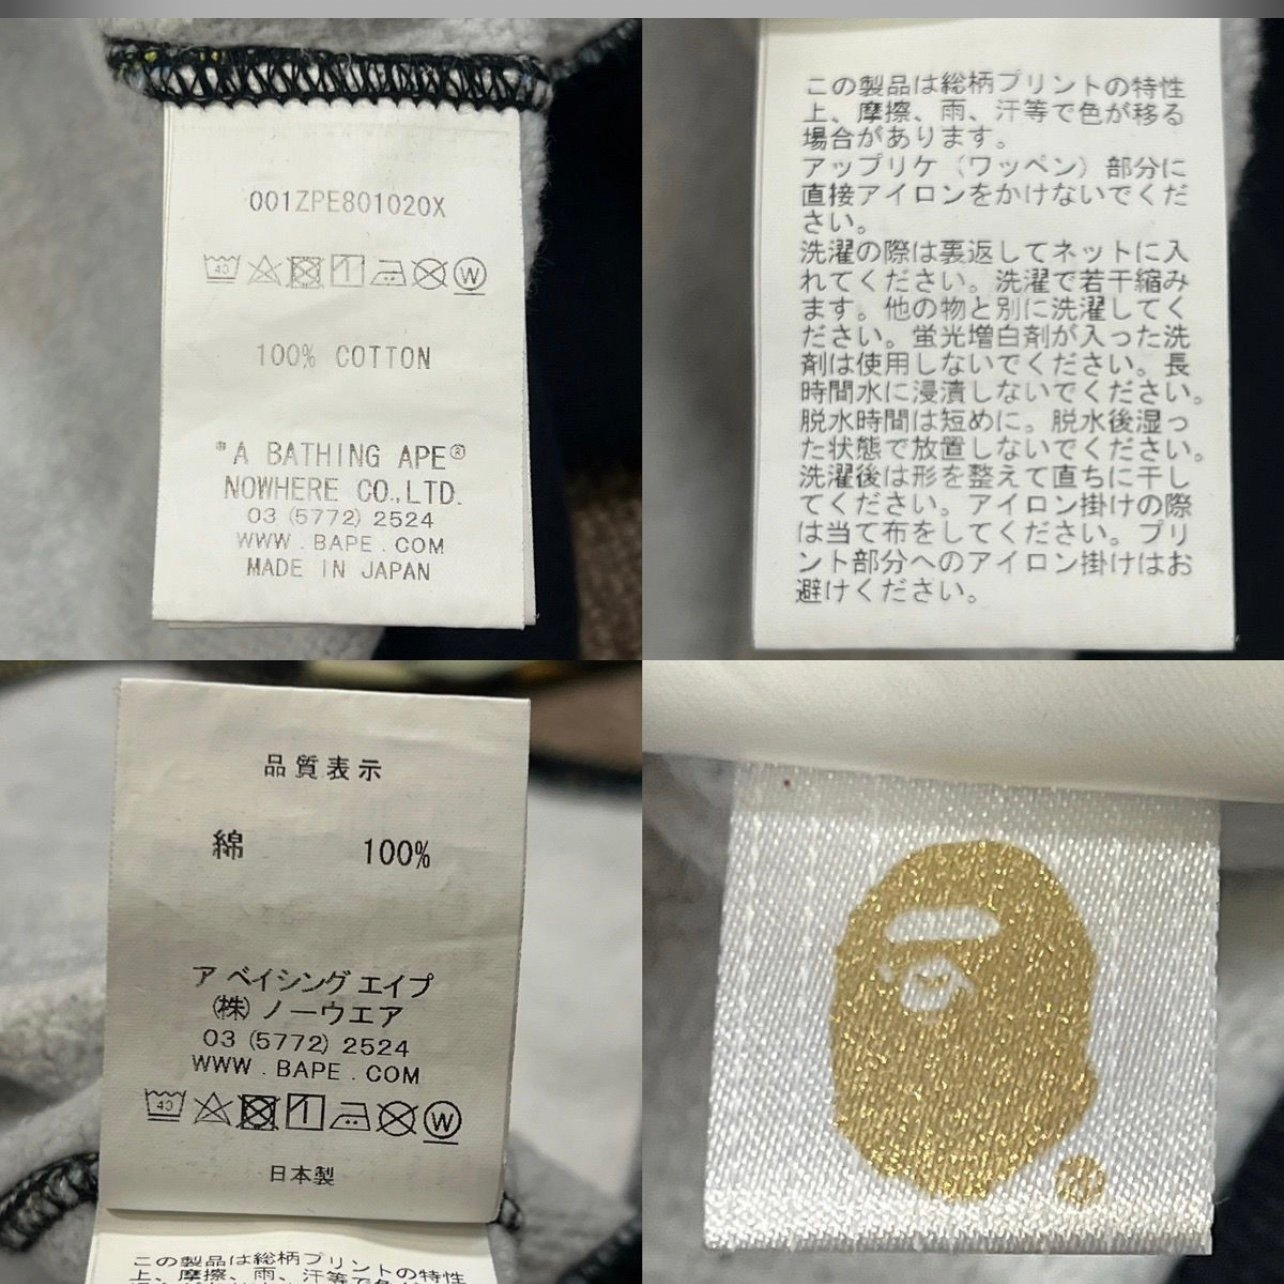 001ZPE801020X
40
W
100% COTTON
®A BATHING APE®
NOWHERE CO.,LTD.
03 (5772) 2524
WWW . BAPE . COM
MADE IN JAPAN
この製品は総柄プリントの特性
上、摩擦、雨、汗等で色が移る
場合があります。
アップリケ（ワッペン）部分に
直接アイロンをかけないでくだ
さい。
洗濯の際は裏返してネットに入
れてください。洗濯で若干縮み
ます。他の物と別に洗濯してく
ださい。蛍光増白剤が入った洗
剤は使用しないでください。長
時間水に浸漬しないでください。
脱水時間は短めに。脱水後湿っ
た状態で放置しないでください。
洗濯後は形を整えて直ちに干し
てください。アイロン掛けの際
は当て布をしてください。プリ
ント部分へのアイロン掛けはお
避けください。
品質表示
綿 100%
ア ベイシング エイプ
(株) ノーウエア
03 (5772) 2524
WWW . BAPE . COM
40
W
日本製
この製品は総柄プリントの特性
上、摩擦、雨、汗等で色が
®